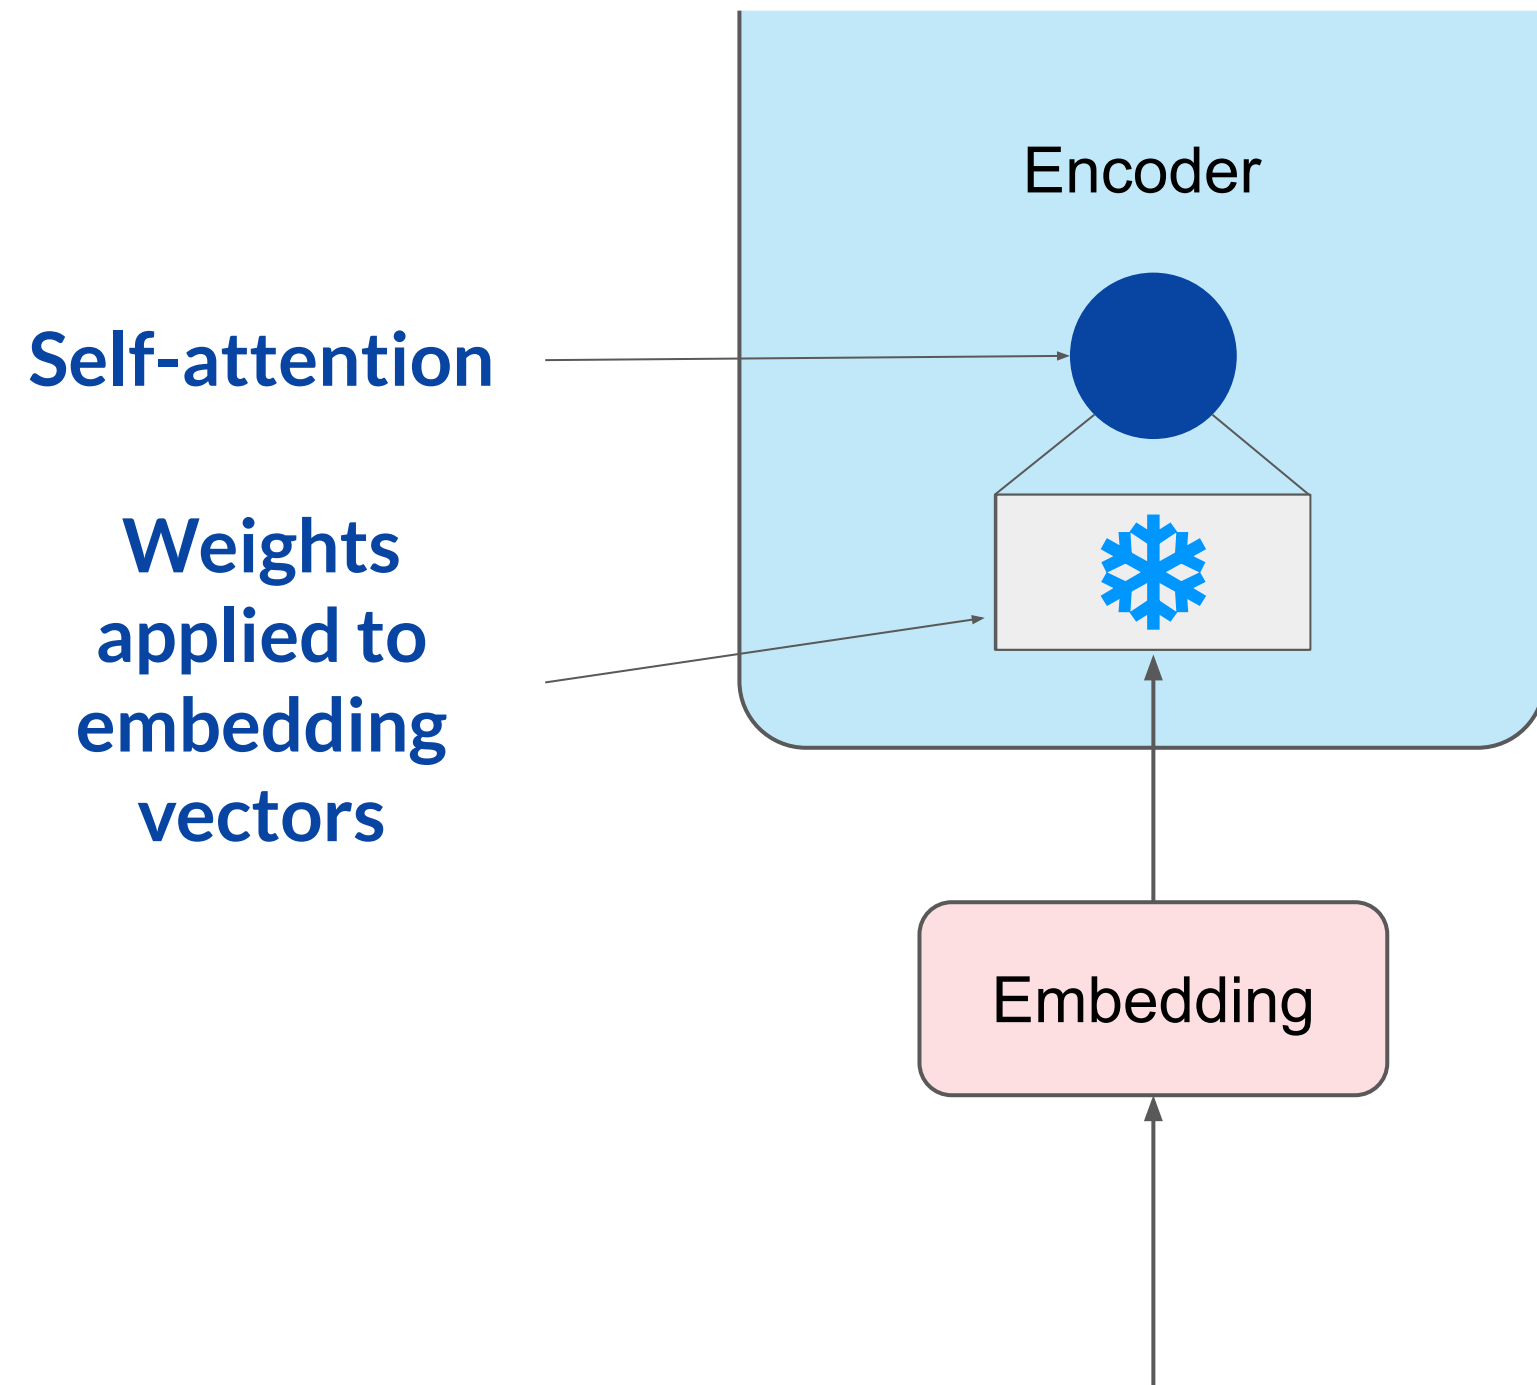 Encoder
Self-attention
Weights
applied to
embedding
vectors
Embedding